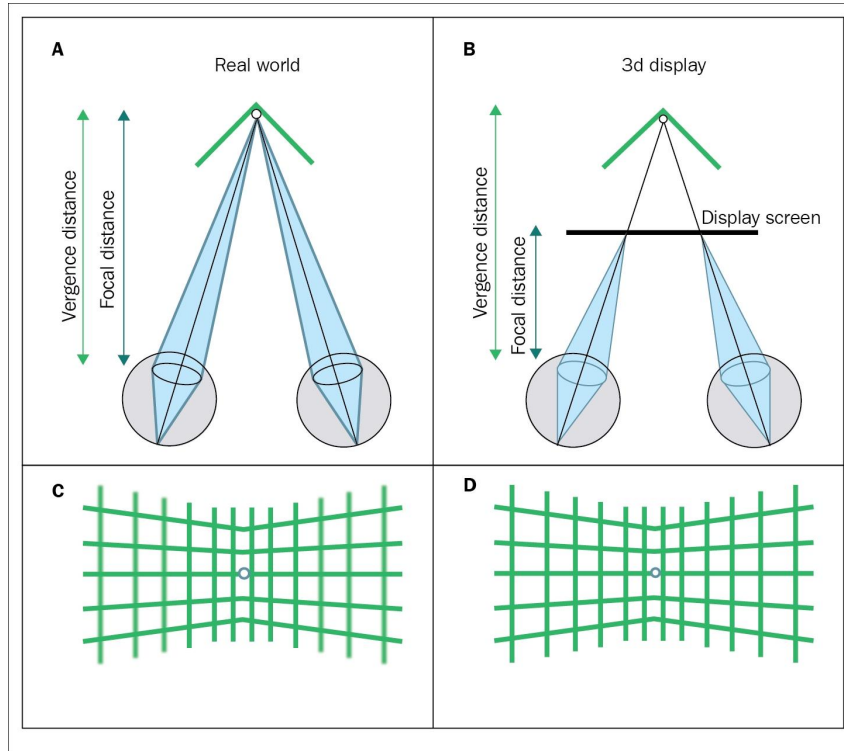 A
Real world
Vergence distance
Focal distance
B
3d display
Vergence distance
Focal distance
Display screen
C
D